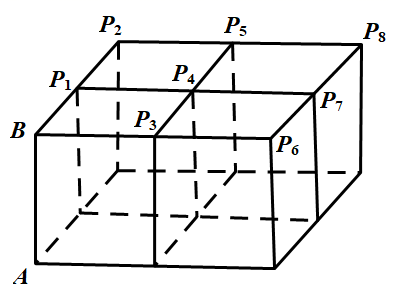 P₂ P₅ P₈
P₁ P₄ P₇
B P₃ P₆
A